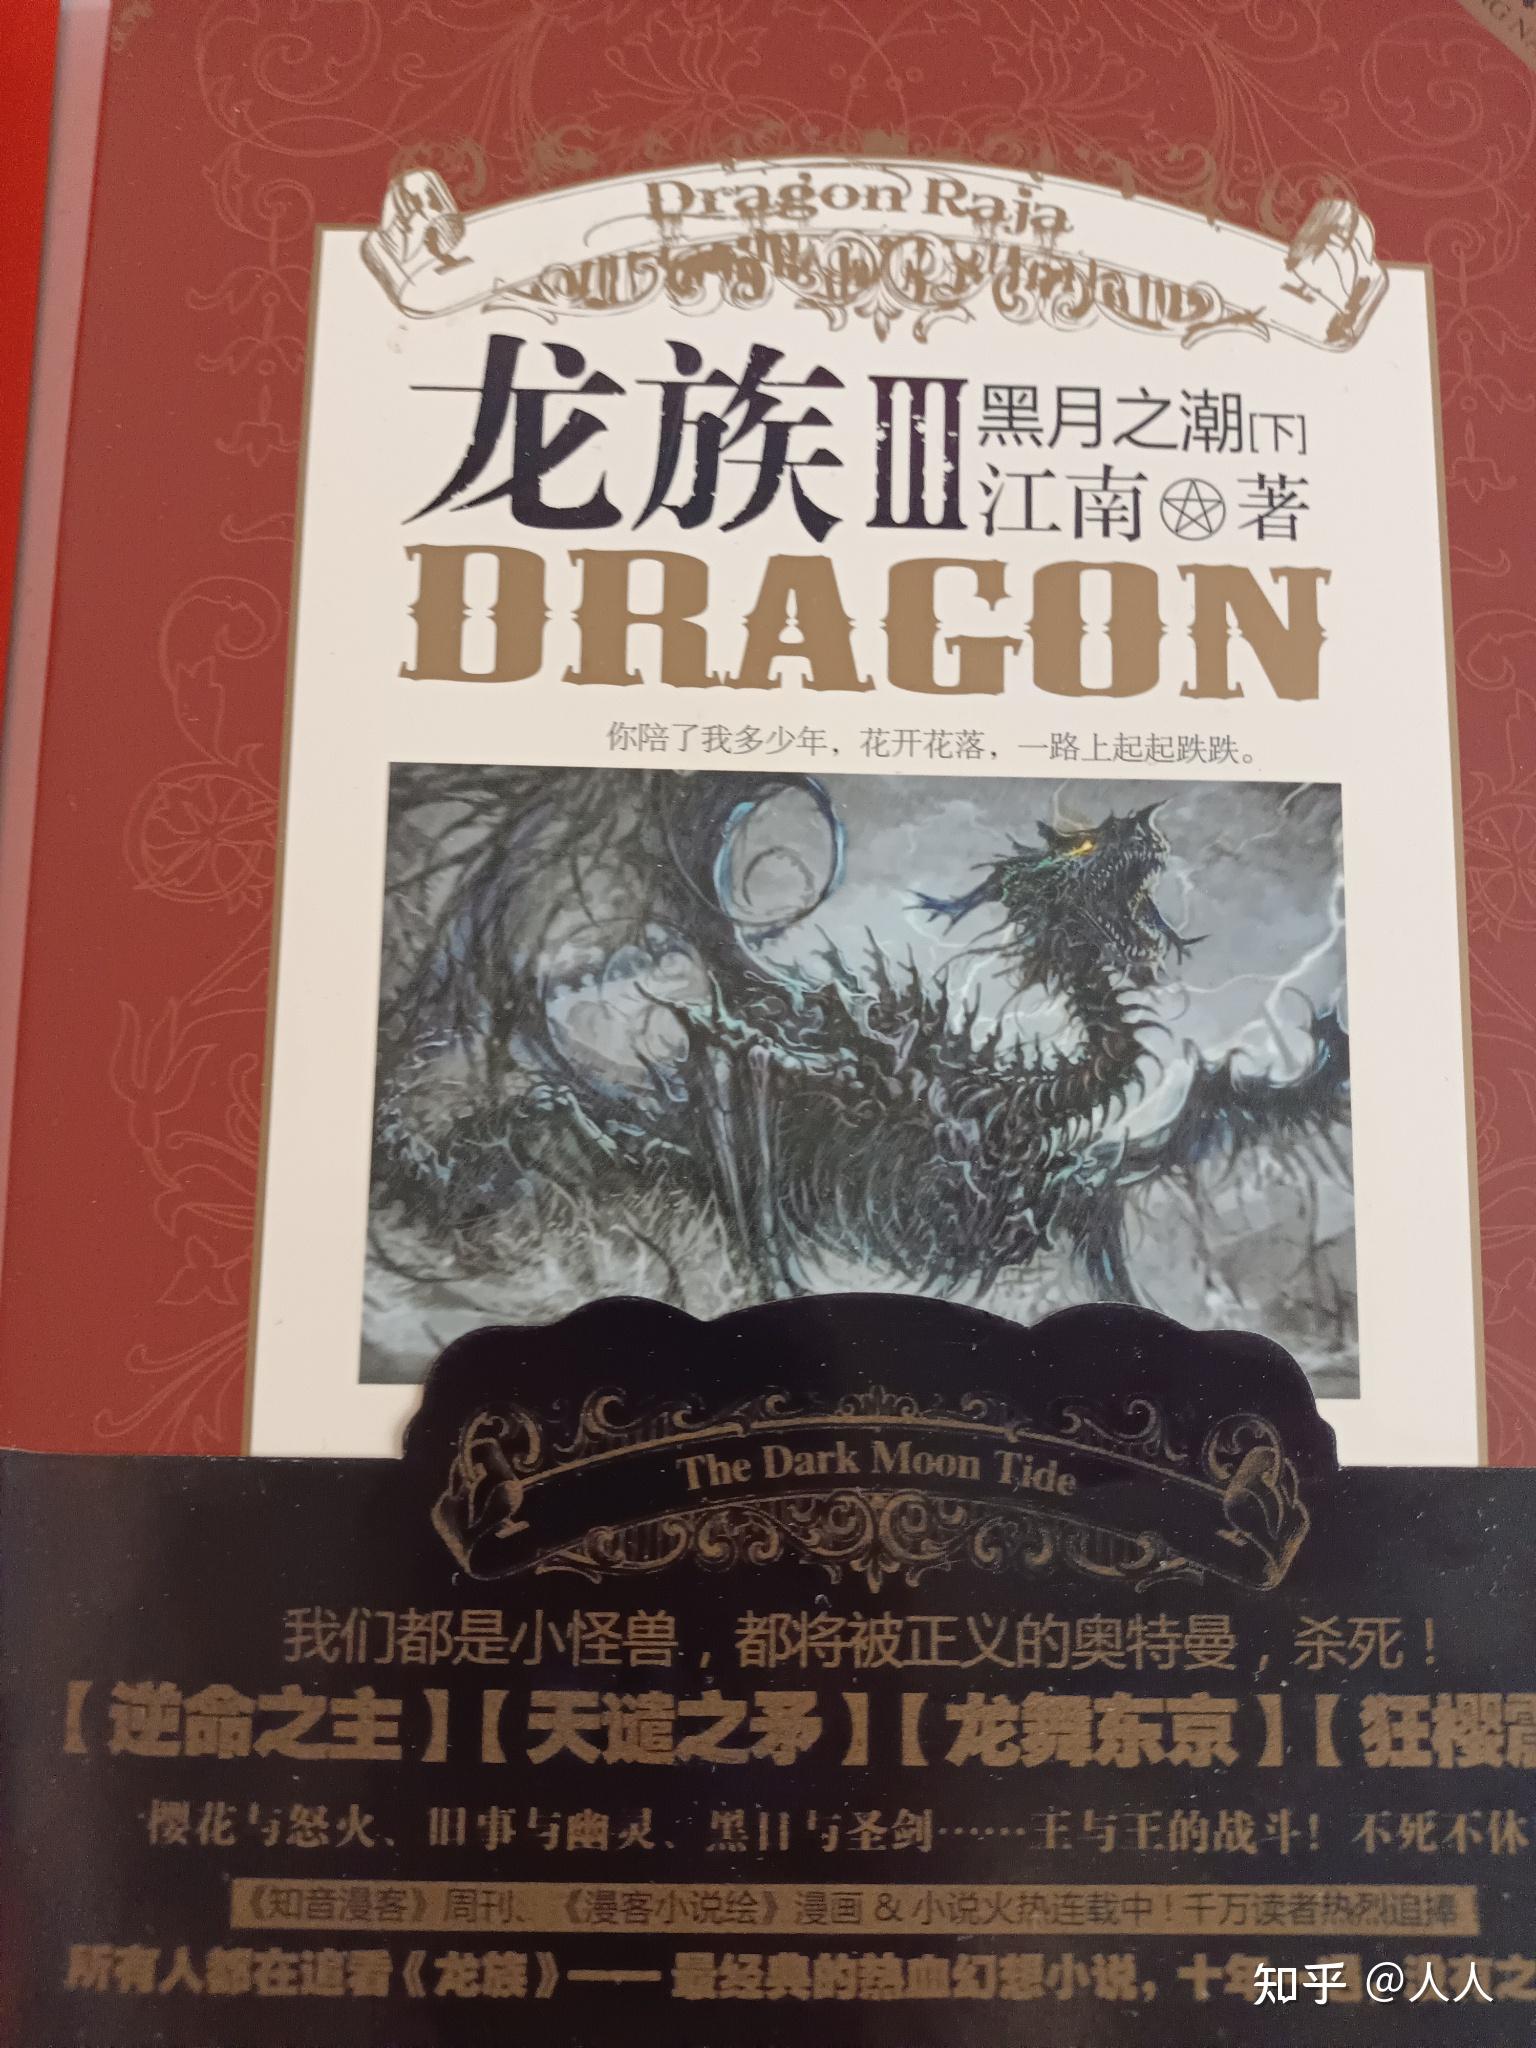 Dragon Raja
龙族Ⅲ 黑月之潮[下]
江南 著
DRAGON
你陪了我多少年，花开花落，一路上起起跌跌。
The Dark Moon Tide
我们都是小怪兽，都将被正义的奥特曼，杀死！
【逆命之主】【天谴之矛】【龙舞东京】【狂樱
樱花与怒火、旧事与幽灵、黑日与圣剑……王与王的战斗！不死不休
《知音漫客》周刊、《漫客小说绘》漫画＆小说火热连载中！千万读者热烈追捧
所有人都在追看《龙族》——最经典的热血幻想小说，十年
知乎 @人人